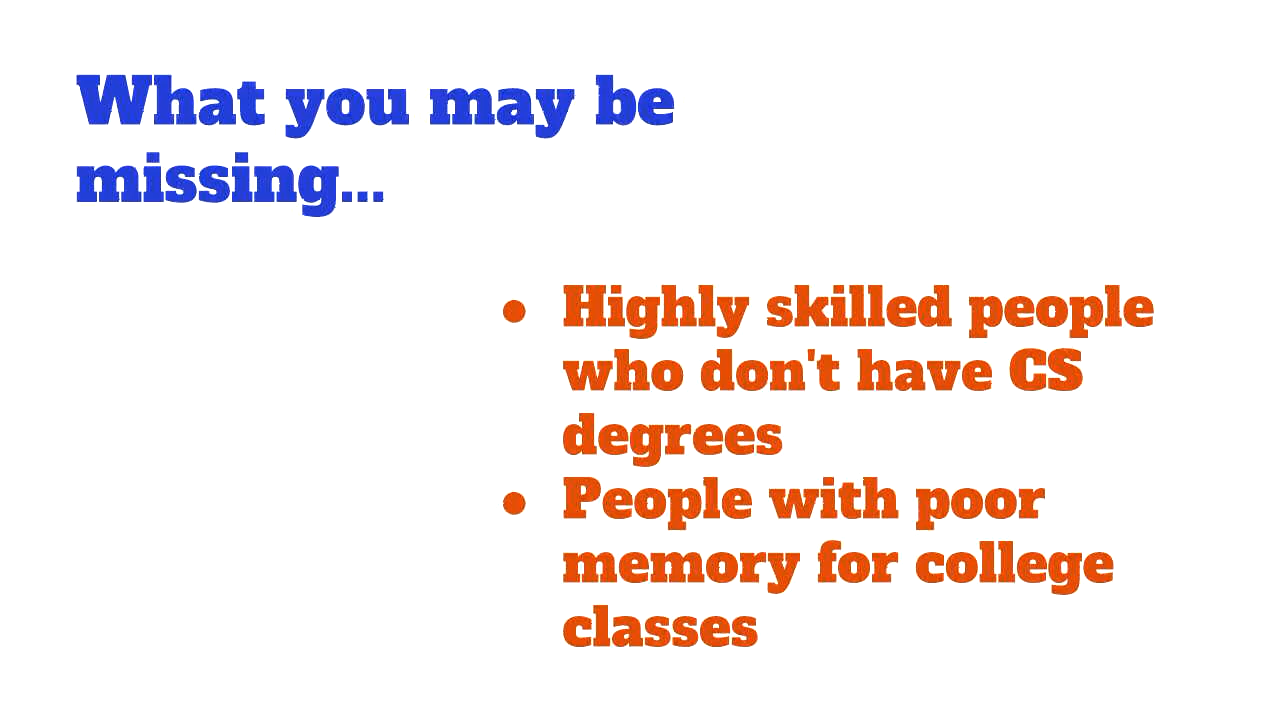 What you may be
missing...
● Highly skilled people
who don't have CS
degrees
● People with poor
memory for college
classes